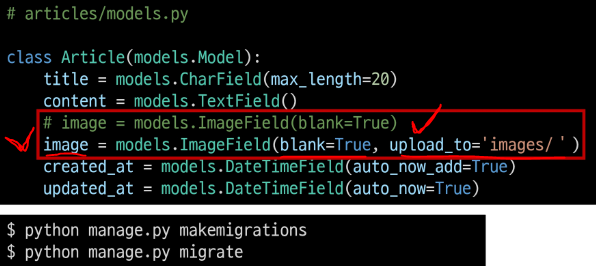 # articles/models.py
class Article(models.Model):
title = models.CharField(max_length=20)
content = models.TextField()
# image = models.ImageField(blank=True)
image = models.ImageField(blank=True, upload_to='images/ ')
created_at = models.DateTimeField(auto_now_add=True)
updated_at = models.DateTimeField(auto_now=True)
$ python manage.py makemigrations
$ python manage.py migrate